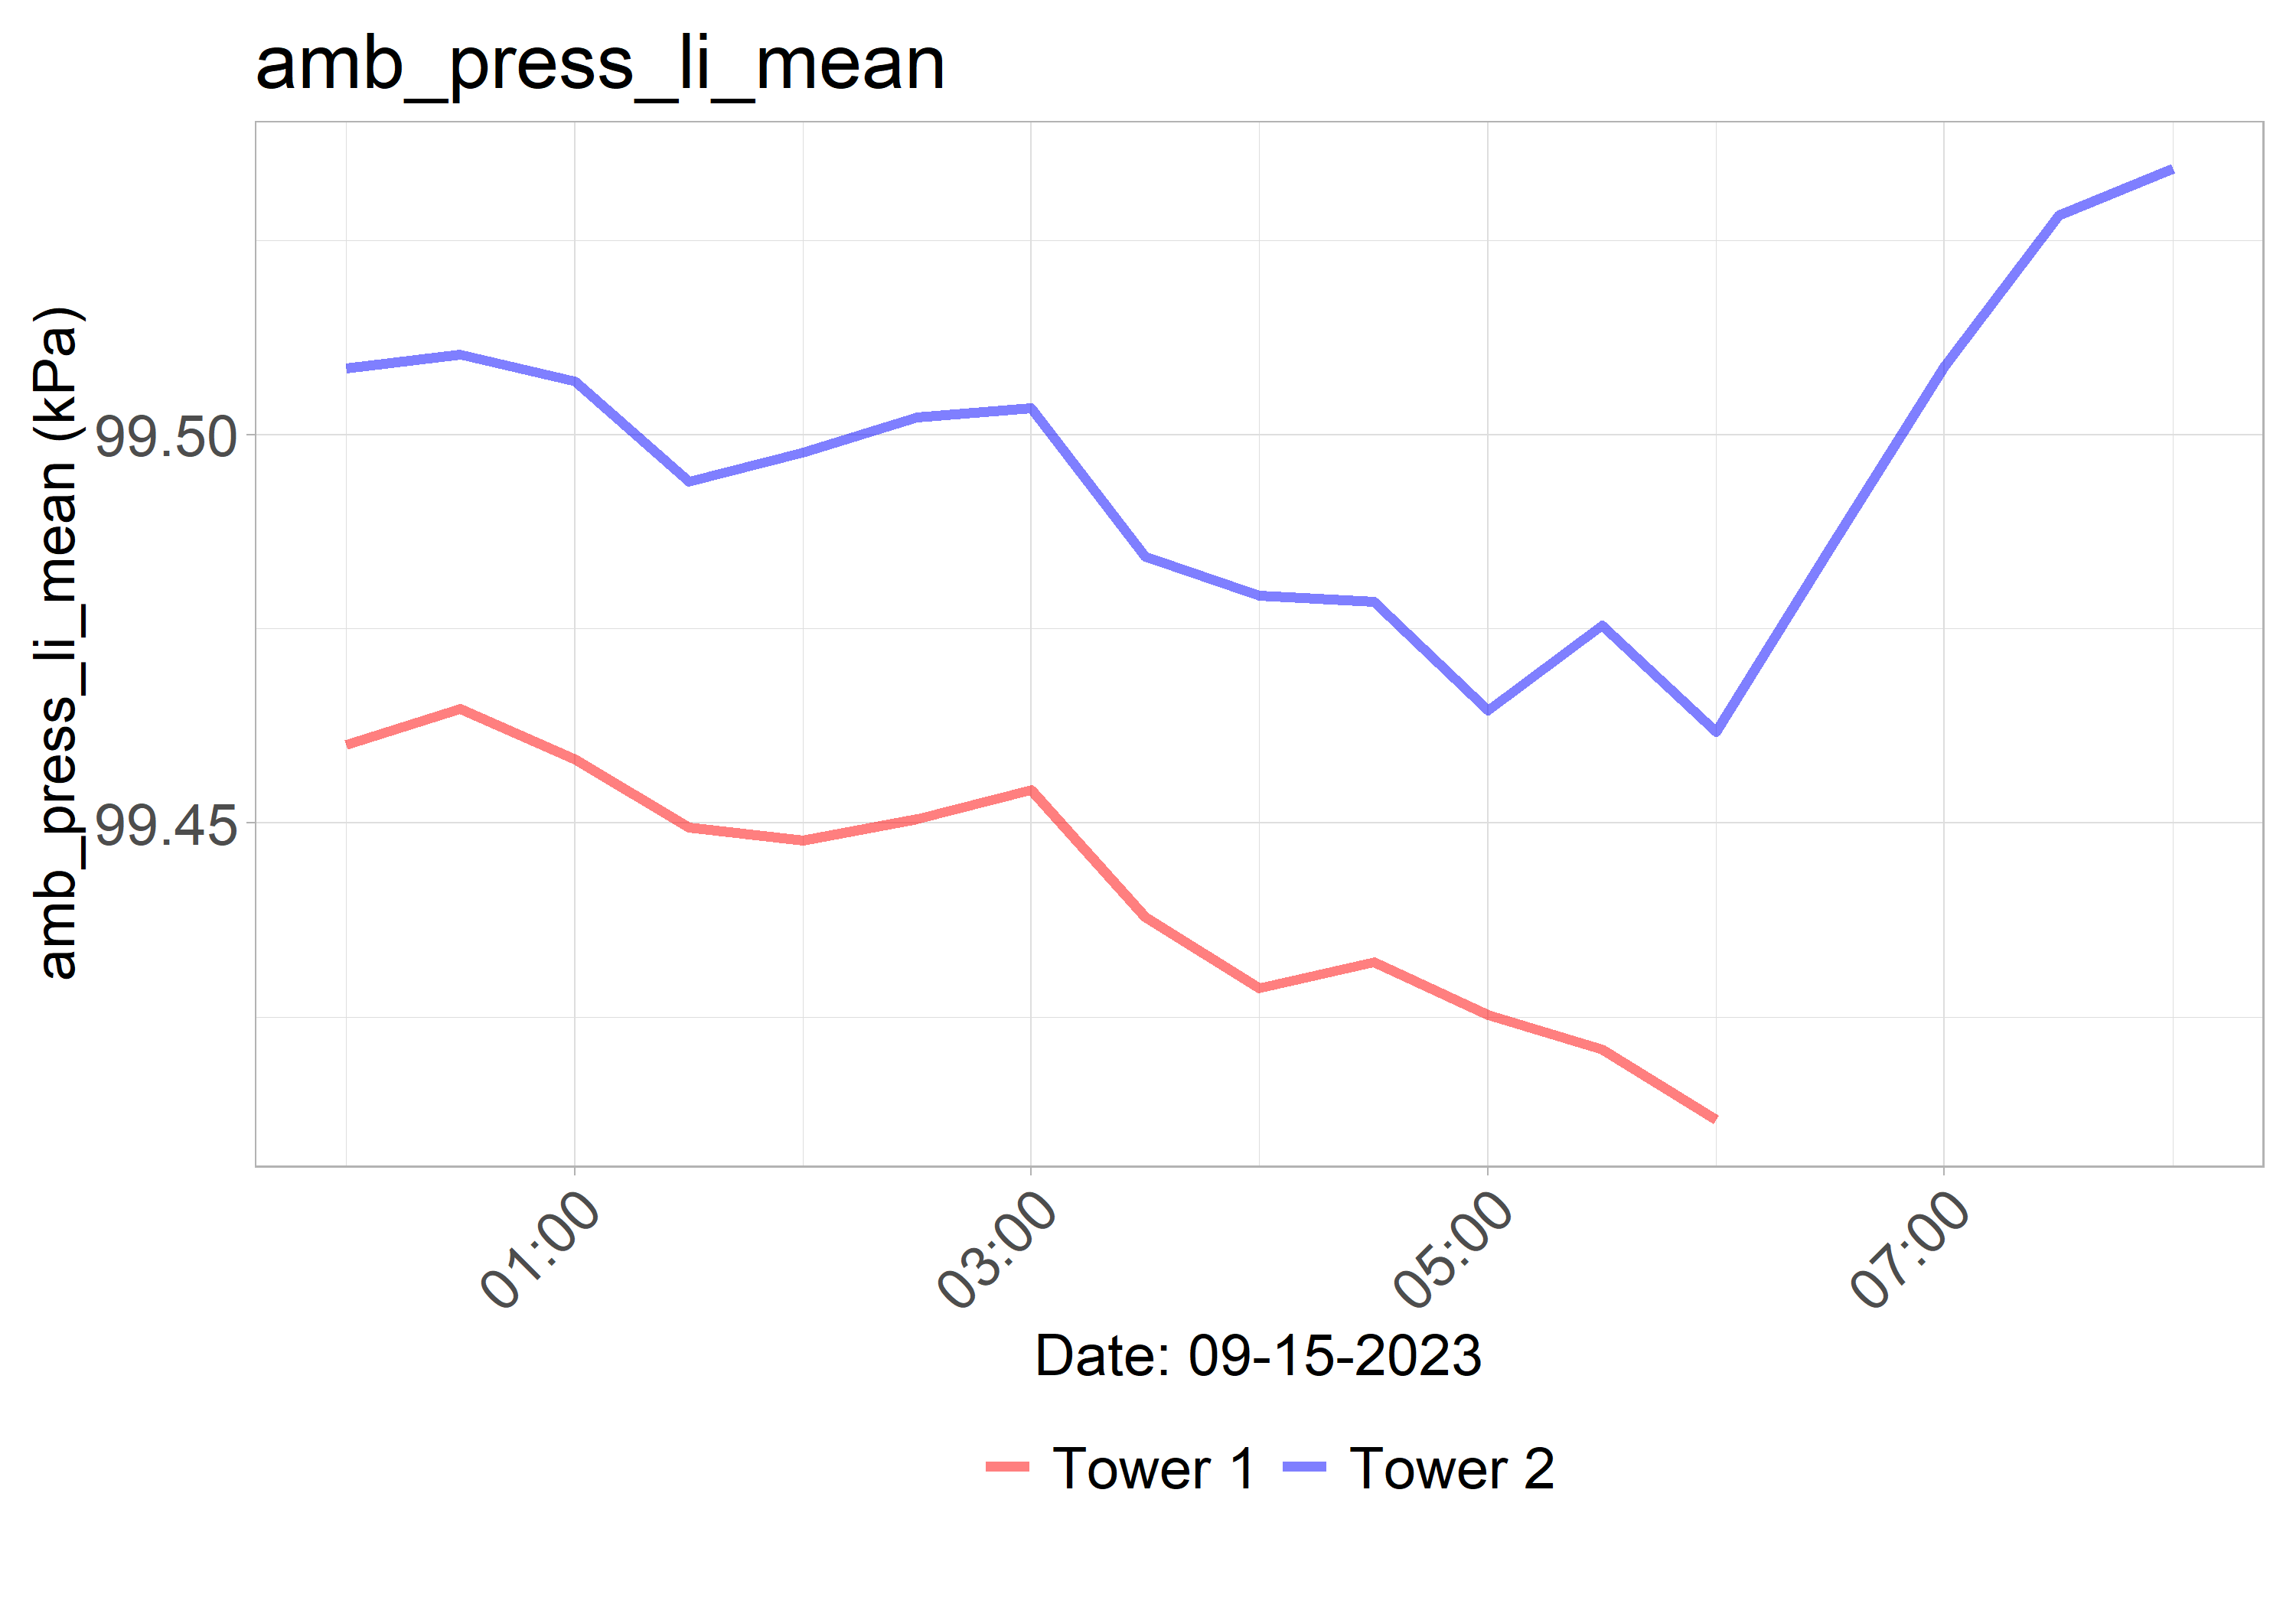 amb_press_li_mean
amb_press_li_mean (kPa)
99.50
99.45
01:00
03:00
05:00
07:00
Date: 09-15-2023
Tower 1
Tower 2